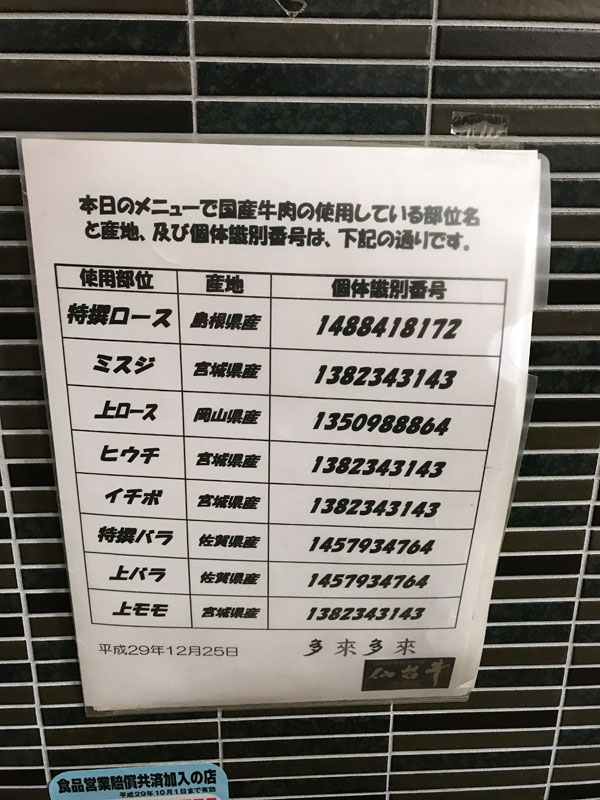 本日のメニューで国産牛肉の使用している部位名
と産地、及び個体識別番号は、下記の通りです。
使用部位 産地 個体識別番号
特撰ロース 島根県産 1488418172
ミスジ 宮城県産 1382343143
上ロース 岡山県産 1350988864
ヒウチ 宮城県産 1382343143
イチボ 宮城県産 1382343143
特撰バラ 佐賀県産 1457934764
上バラ 佐賀県産 1457934764
上モモ 宮城県産 1382343143
平成29年12月25日 多來多來
仙台牛
食品営業賠償共済加入の店
平成29年10月1日まで有効